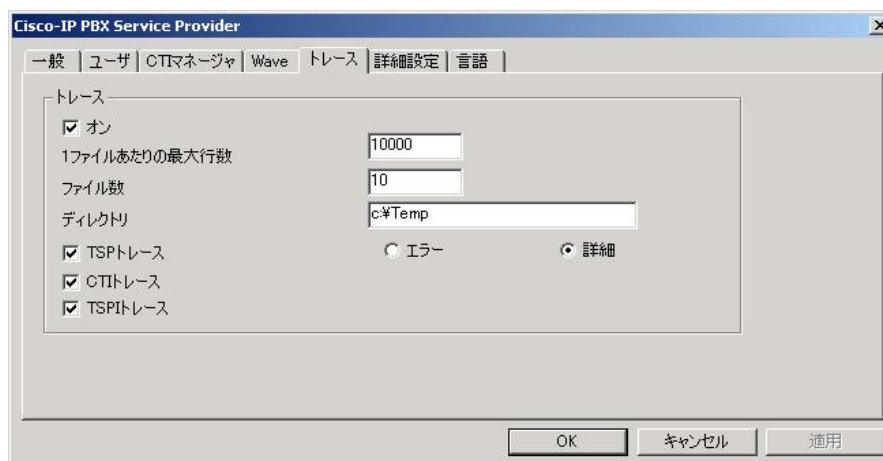 Cisco-IP PBX Service Provider
一般 ユーザ CTIマネージャ Wave トレース 詳細設定 言語
トレース
オン
1ファイルあたりの最大行数 10000
ファイル数 10
ディレクトリ c:¥Temp
TSPトレース エラー 詳細
CTIトレース
TSPIトレース
OK キャンセル 適用